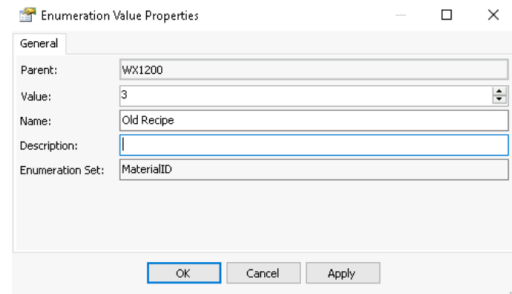 Enumeration Value Properties
General
Parent: WX1200
Value: 3
Name: Old Recipe
Description:
Enumeration Set: MaterialID
OK Cancel Apply